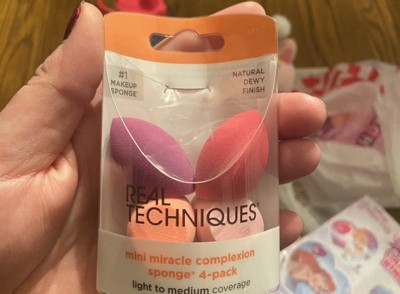 #1
MAKEUP
SPONGE*
NATURAL
DEWY
FINISH
REAL
TECHNIQUES®
mini miracle complexion
sponge® 4-pack
light to medium coverage